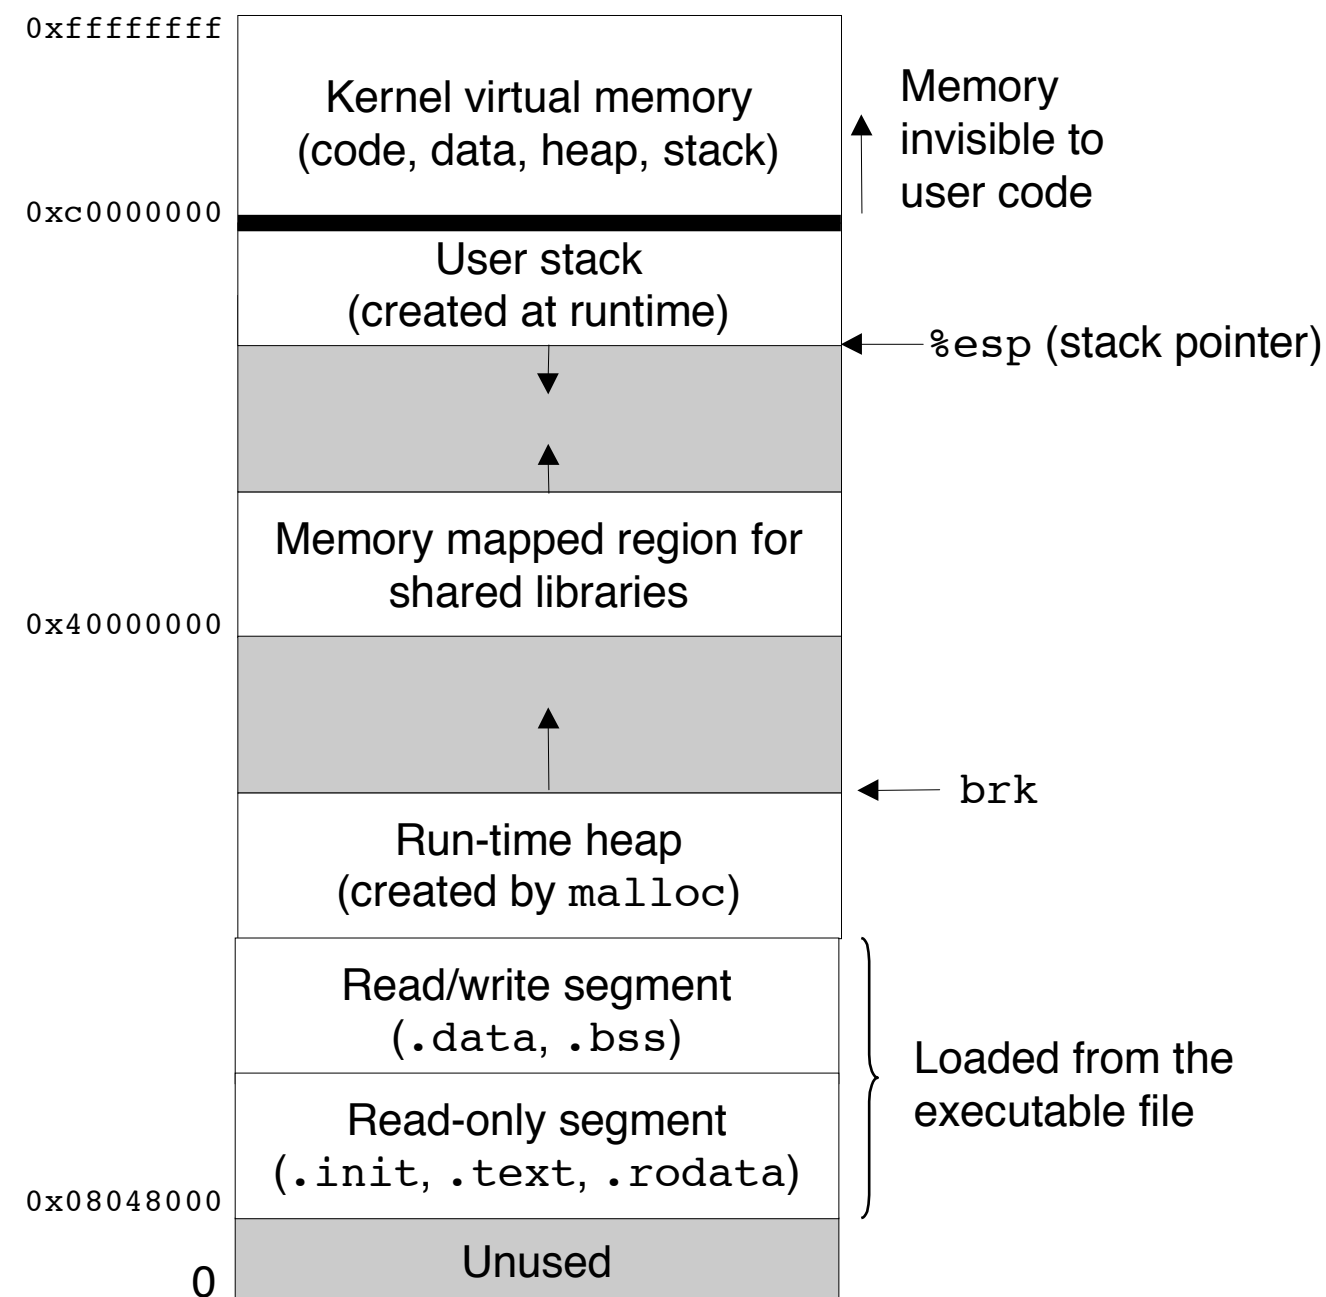 0xffffffff
Kernel virtual memory
(code, data, heap, stack)
Memory
invisible to
user code
0xc0000000
User stack
(created at runtime)
%esp (stack pointer)
Memory mapped region for
shared libraries
0x40000000
brk
Run-time heap
(created by malloc)
Read/write segment
(.data, .bss)
Loaded from the
executable file
Read-only segment
(.init, .text, .rodata)
0x08048000
Unused
0